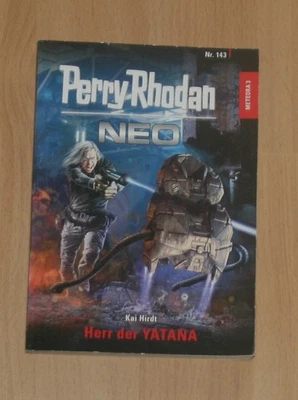 Nr. 143
Perry Rhodan
NEO
METEORA 3
Kai Hirdt
Herr der YATANA